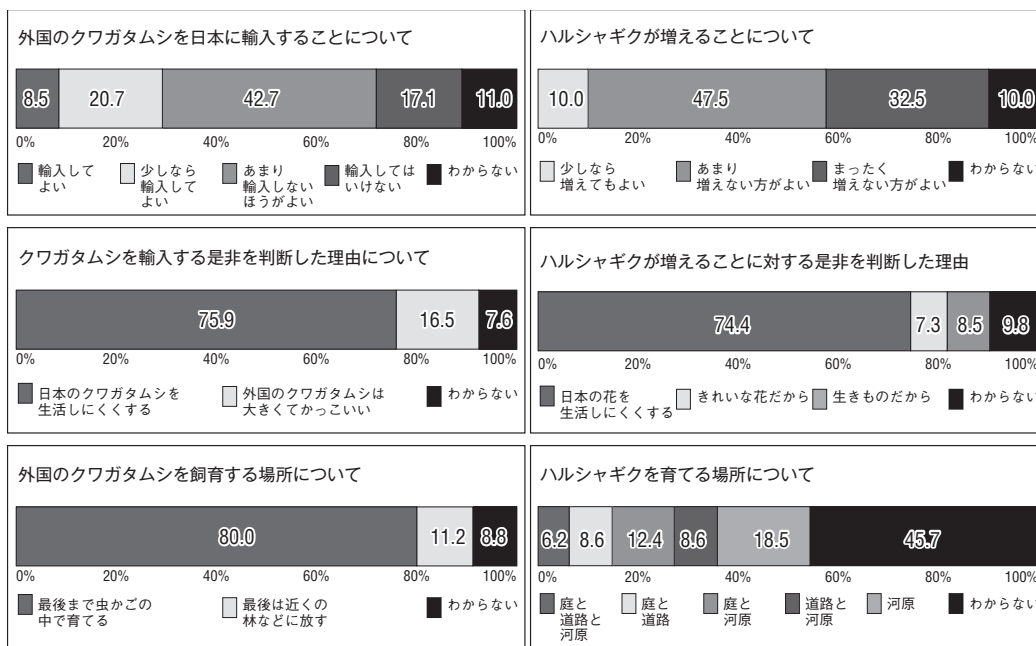 外国のクワガタムシを日本に輸入することについて
8.5 20.7 42.7 17.1 11.0
0% 20% 40% 60% 80% 100%
輸入して
よい
少しなら
輸入して
よい
あまり
輸入しない
ほうがよい
輸入しては
いけない
わからない
ハルシャギクが増えることについて
10.0 47.5 32.5 10.0
0% 20% 40% 60% 80% 100%
少しなら
増えてもよい
あまり
増えない方がよい
まったく
増えない方がよい
わからない
クワガタムシを輸入する是非を判断した理由について
75.9 16.5 7.6
0% 20% 40% 60% 80% 100%
日本のクワガタムシを
生活しにくくする
外国のクワガタムシは
大きくてかっこいい
わからない
ハルシャギクが増えることに対する是非を判断した理由
74.4 7.3 8.5 9.8
0% 20% 40% 60% 80% 100%
日本の花を
生活しにくくする
きれいな花だから
生きものだから
わからない
外国のクワガタムシを飼育する場所について
80.0 11.2 8.8
0% 20% 40% 60% 80% 100%
最後まで虫かごの
中で育てる
最後は近くの
林などに放す
わからない
ハルシャギクを育てる場所について
6.2 8.6 12.4 8.6 18.5 45.7
0% 20% 40% 60% 80% 100%
庭と
道路と
河原
庭と
道路
庭と
河原
道路と
河原
河原
わからない